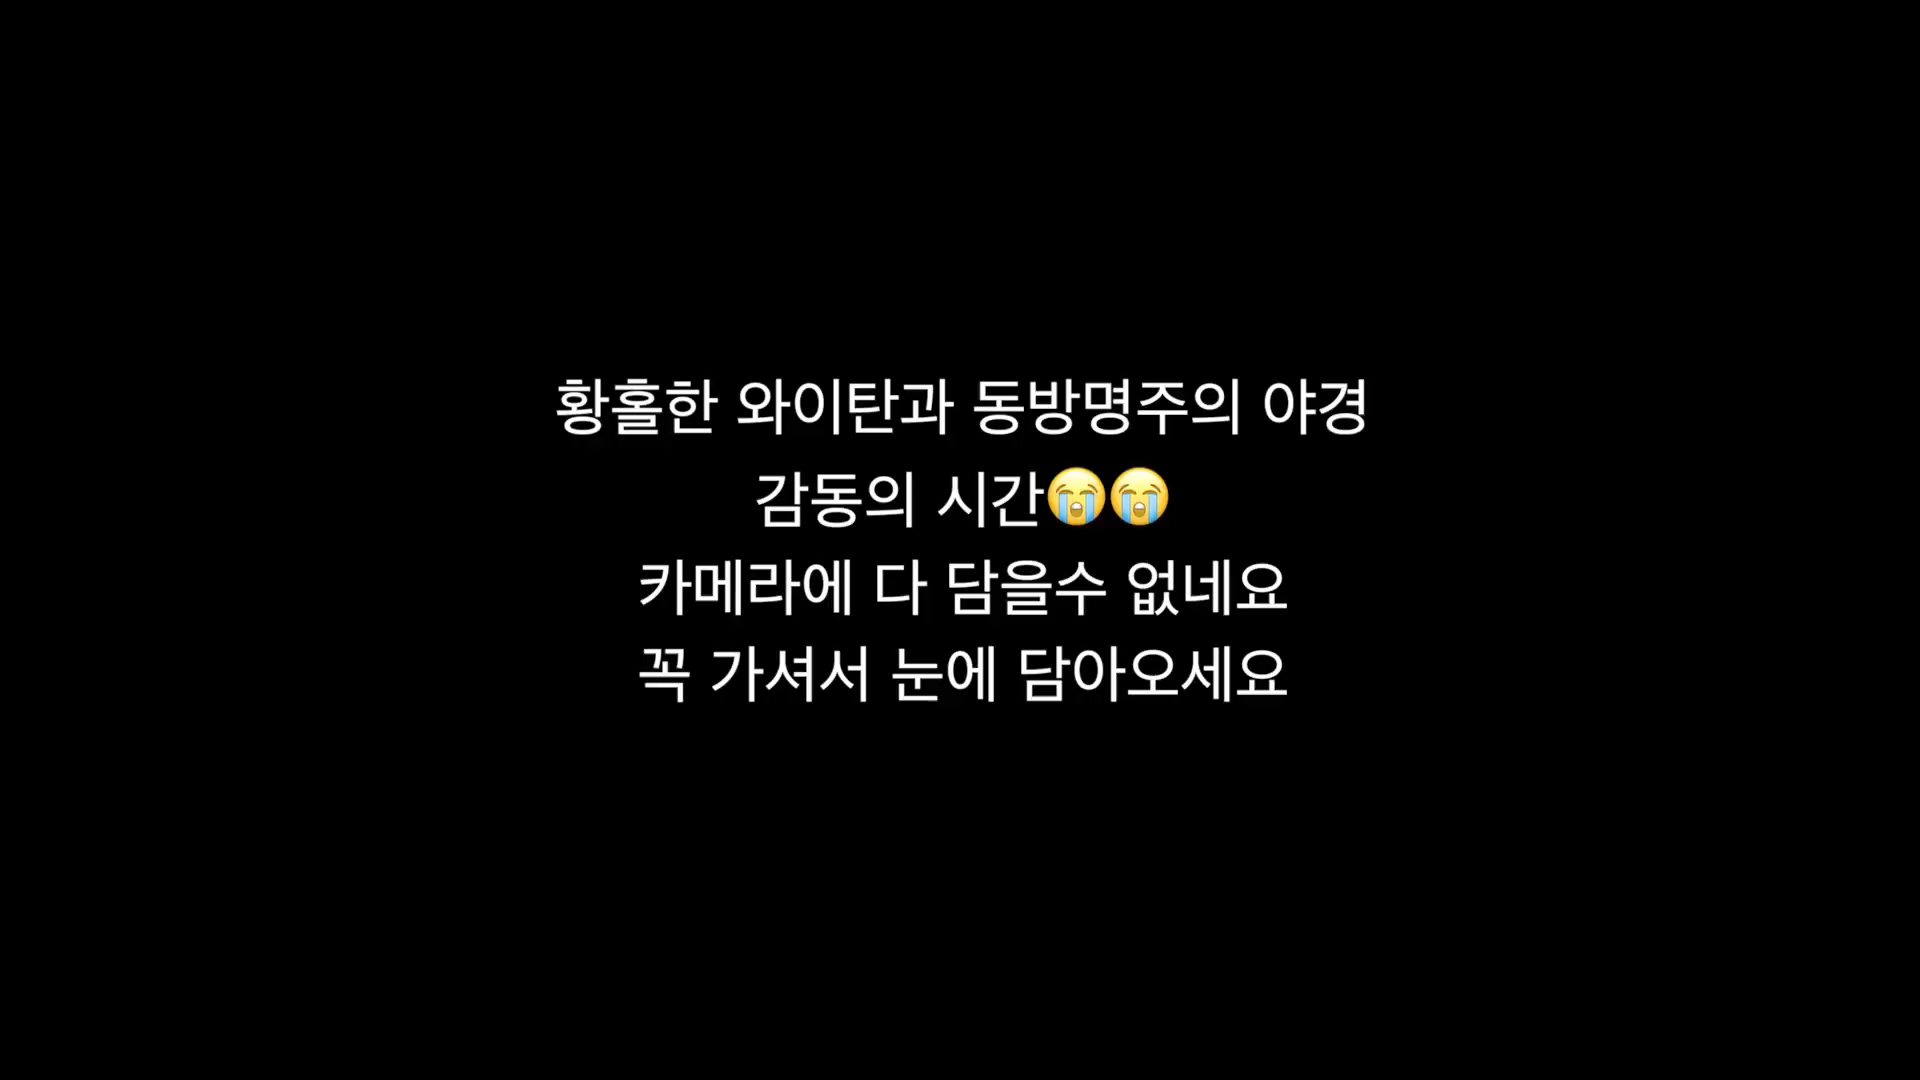 황홀한 와이탄과 동방명주의 야경
감동의 시간😭😭
카메라에 다 담을수 없네요
꼭 가셔서 눈에 담아오세요